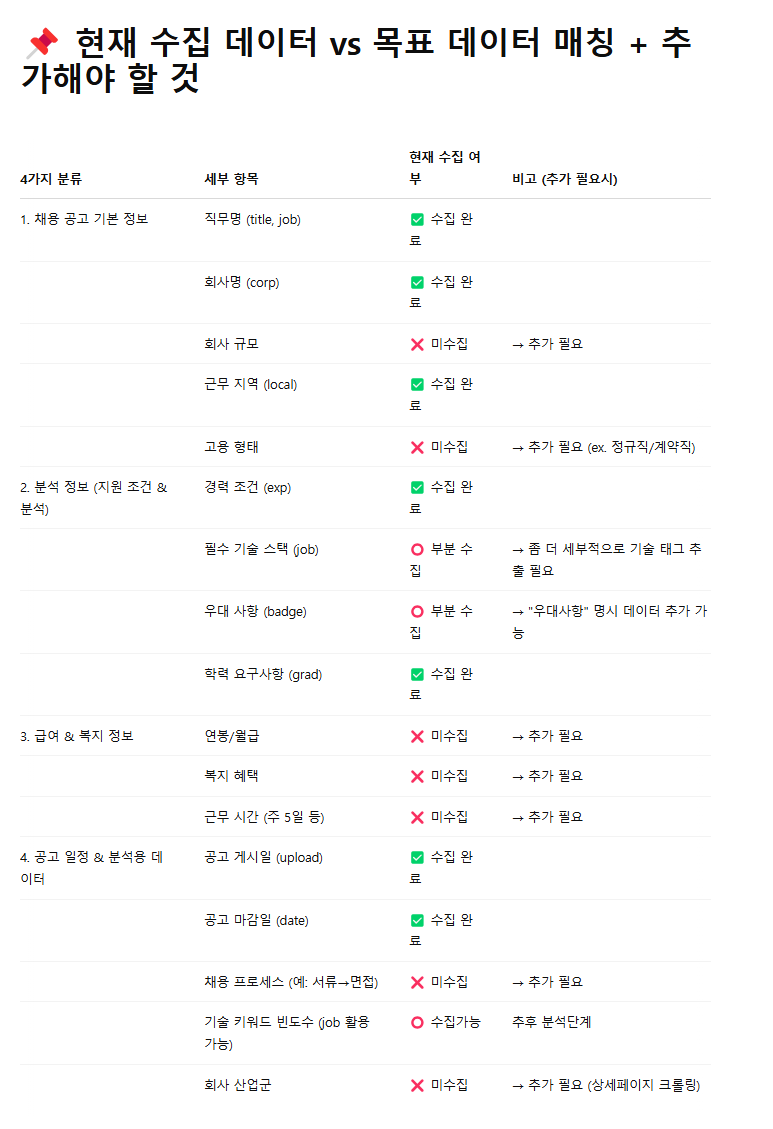 📌 현재 수집 데이터 vs 목표 데이터 매칭 + 추
가해야 할 것
4가지 분류 세부 항목 현재 수집 여
부 비고 (추가 필요시)
1. 채용 공고 기본 정보 직무명 (title, job) ✅ 수집 완
료
회사명 (corp) ✅ 수집 완
료
회사 규모 ❌ 미수집 → 추가 필요
근무 지역 (local) ✅ 수집 완
료
고용 형태 ❌ 미수집 → 추가 필요 (ex. 정규직/계약직)
2. 분석 정보 (지원 조건 &
분석) 경력 조건 (exp) ✅ 수집 완
료
필수 기술 스택 (job) ⭕ 부분 수
집 → 좀 더 세부적으로 기술 태그 추
출 필요
우대 사항 (badge) ⭕ 부분 수
집 → "우대사항" 명시 데이터 추가 가
능
학력 요구사항 (grad) ✅ 수집 완
료
3. 급여 & 복지 정보 연봉/월급 ❌ 미수집 → 추가 필요
복지 혜택 ❌ 미수집 → 추가 필요
근무 시간 (주 5일 등) ❌ 미수집 → 추가 필요
4. 공고 일정 & 분석용 데
이터 공고 게시일 (upload) ✅ 수집 완
료
공고 마감일 (date) ✅ 수집 완
료
채용 프로세스 (예: 서류→면접) ❌ 미수집 → 추가 필요
기술 키워드 빈도수 (job 활용
가능) ⭕ 수집가능 추후 분석단계
회사 산업군 ❌ 미수집 → 추가 필요 (상세페이지 크롤링)